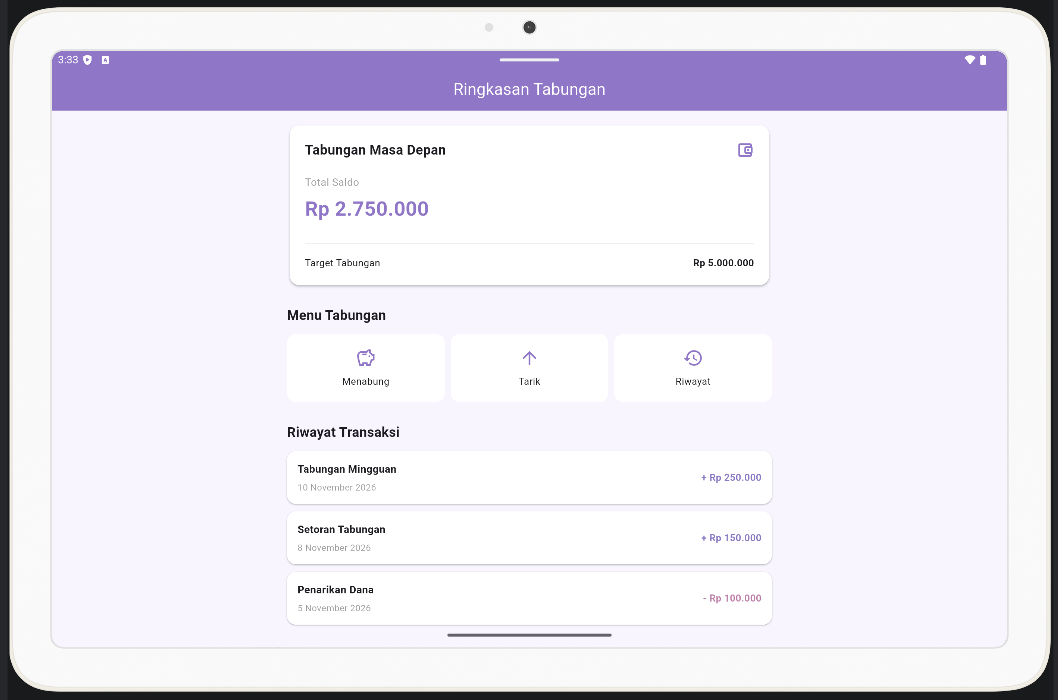 3:33
Ringkasan Tabungan
Tabungan Masa Depan
Total Saldo
Rp 2.750.000
Target Tabungan Rp 5.000.000
Menu Tabungan
Menabung Tarik Riwayat
Riwayat Transaksi
Tabungan Mingguan
10 November 2026
+ Rp 250.000
Setoran Tabungan
8 November 2026
+ Rp 150.000
Penarikan Dana
5 November 2026
- Rp 100.000